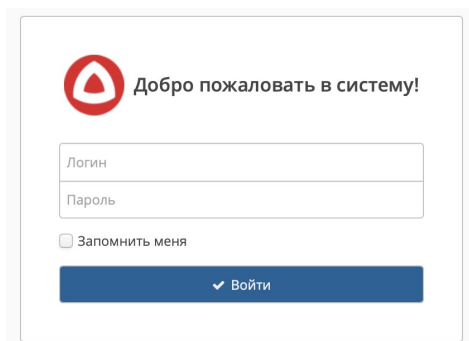 Добро пожаловать в систему!
Логин
Пароль
Запомнить меня
Войти